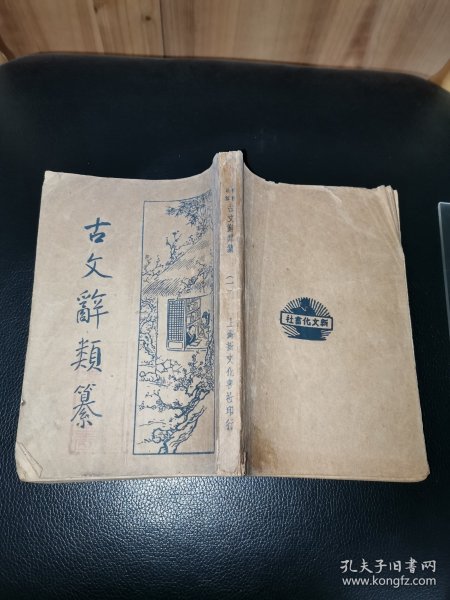 古文辭類纂
古文辭類纂
(一)
上海新文化書社印行
新文化書社
孔夫子旧书网
www.kongfz.com